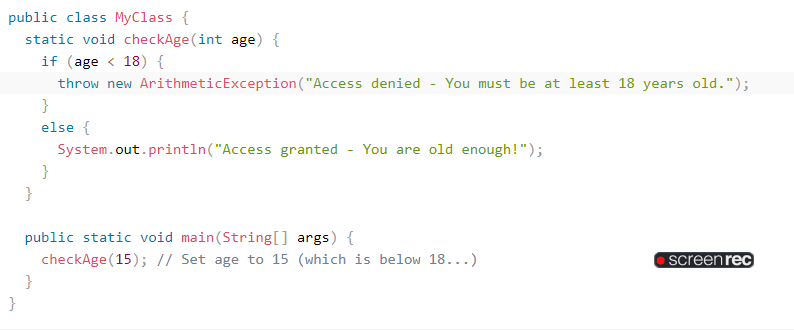 public class MyClass {
  static void checkAge(int age) {
    if (age < 18) {
      throw new ArithmeticException("Access denied - You must be at least 18 years old.");
    }
    else {
      System.out.println("Access granted - You are old enough!");
    }
  }

  public static void main(String[] args) {
    checkAge(15); // Set age to 15 (which is below 18...)
  }
}
screenrec